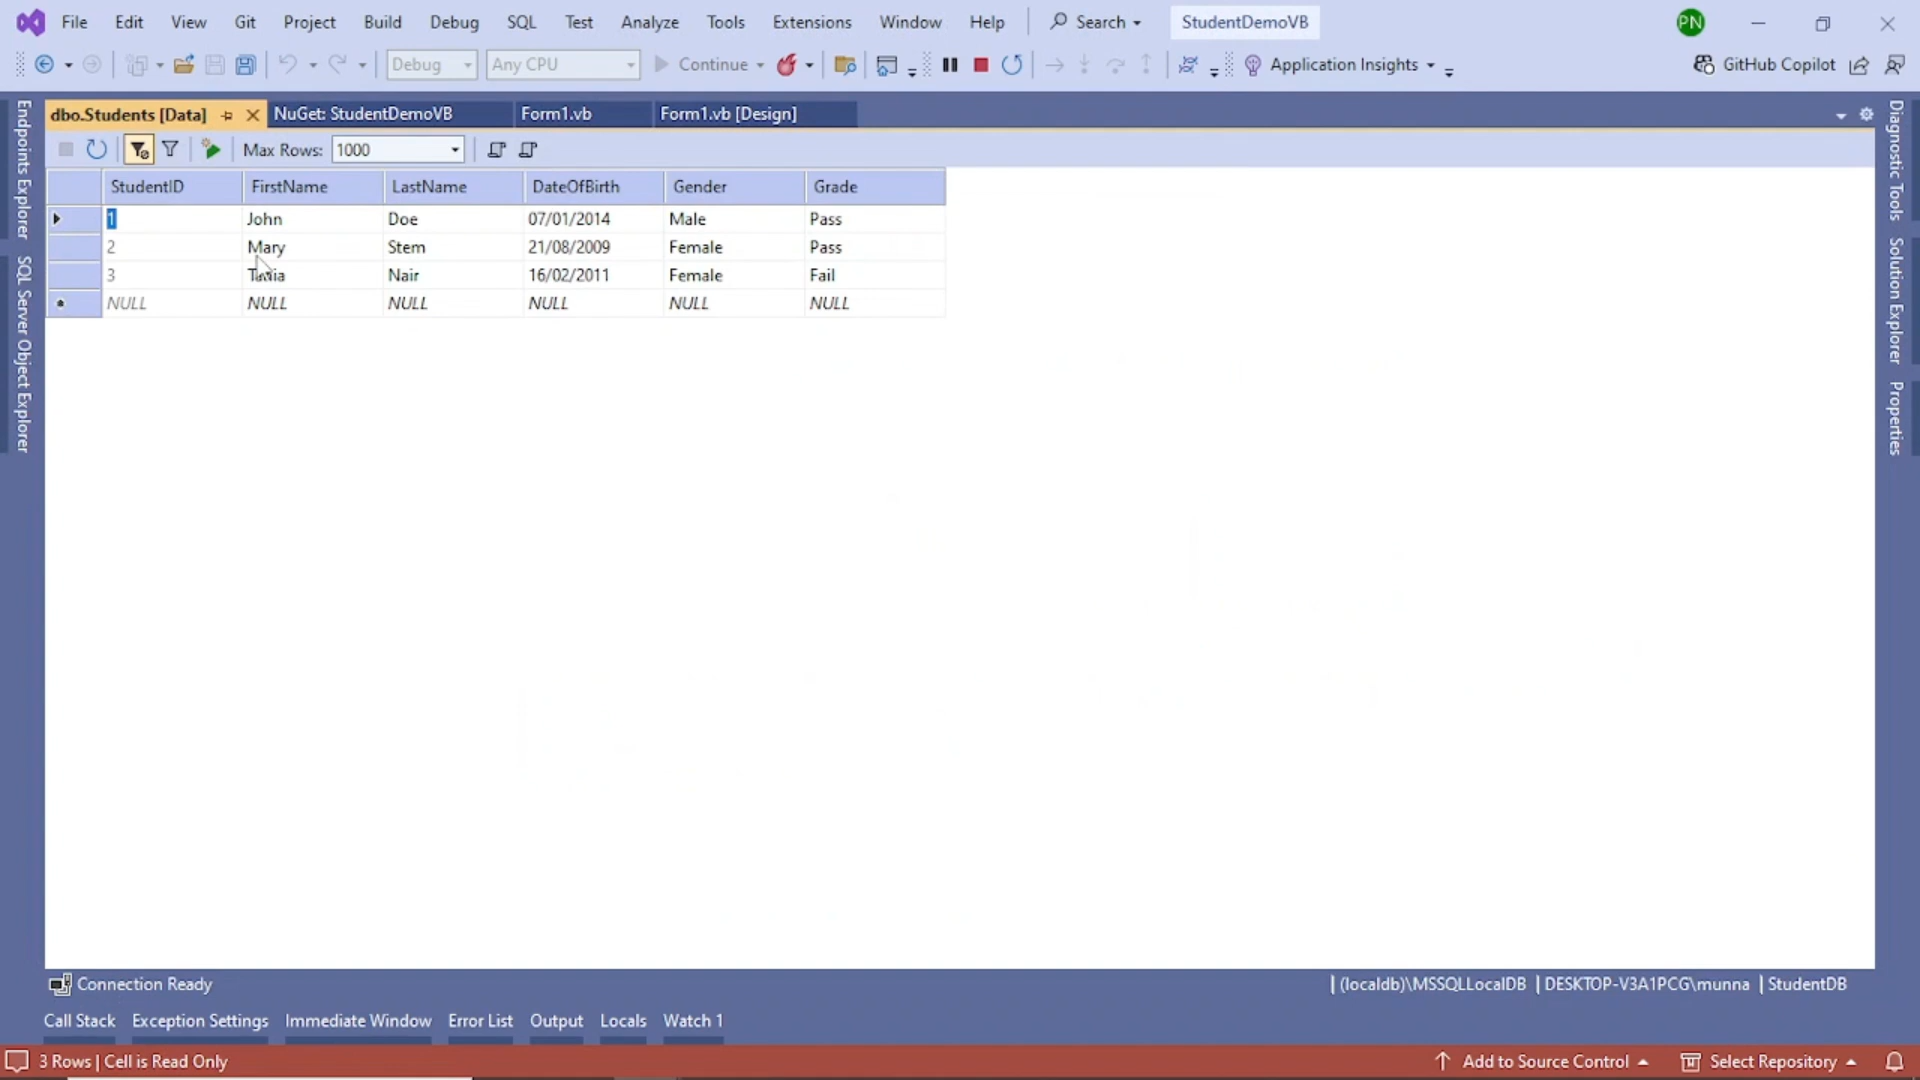 File Edit View Git Project Build Debug SQL Test Analyze Tools Extensions Window Help Search StudentDemoVB PN
Debug Any CPU Continue Application Insights GitHub Copilot
dbo.Students [Data] NuGet: StudentDemoVB Form1.vb Form1.vb [Design]
Max Rows: 1000
StudentID FirstName LastName DateOfBirth Gender Grade
1 John Doe 07/01/2014 Male Pass
2 Mary Stem 21/08/2009 Female Pass
3 Nair 16/02/2011 Female Fail
NULL NULL NULL NULL NULL NULL
Endpoints Explorer
SQL Server Object Explorer
Diagnostic Tools
Solution Explorer
Properties
Connection Ready |(localdb)\MSSQLLocalDB |DESKTOP-V3A1PCG\munna |StudentDB
Call Stack Exception Settings Immediate Window Error List Output Locals Watch 1
3 Rows | Cell is Read Only Add to Source Control Select Repository